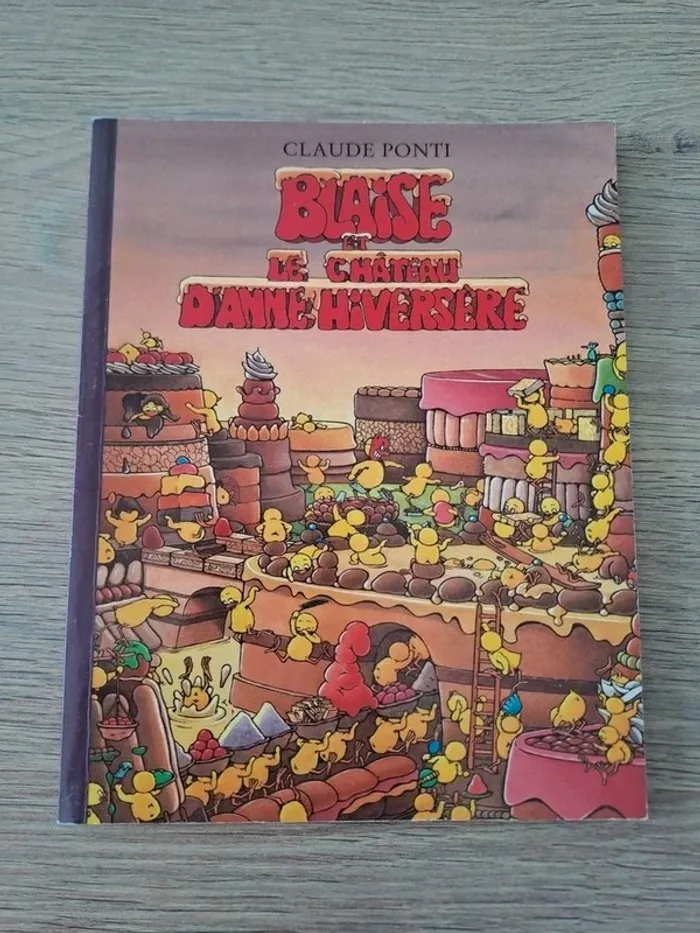 CLAUDE PONTI
BLAiSE
ET
LE CHÂTEAU
D'ANNE HiVERSÈRE